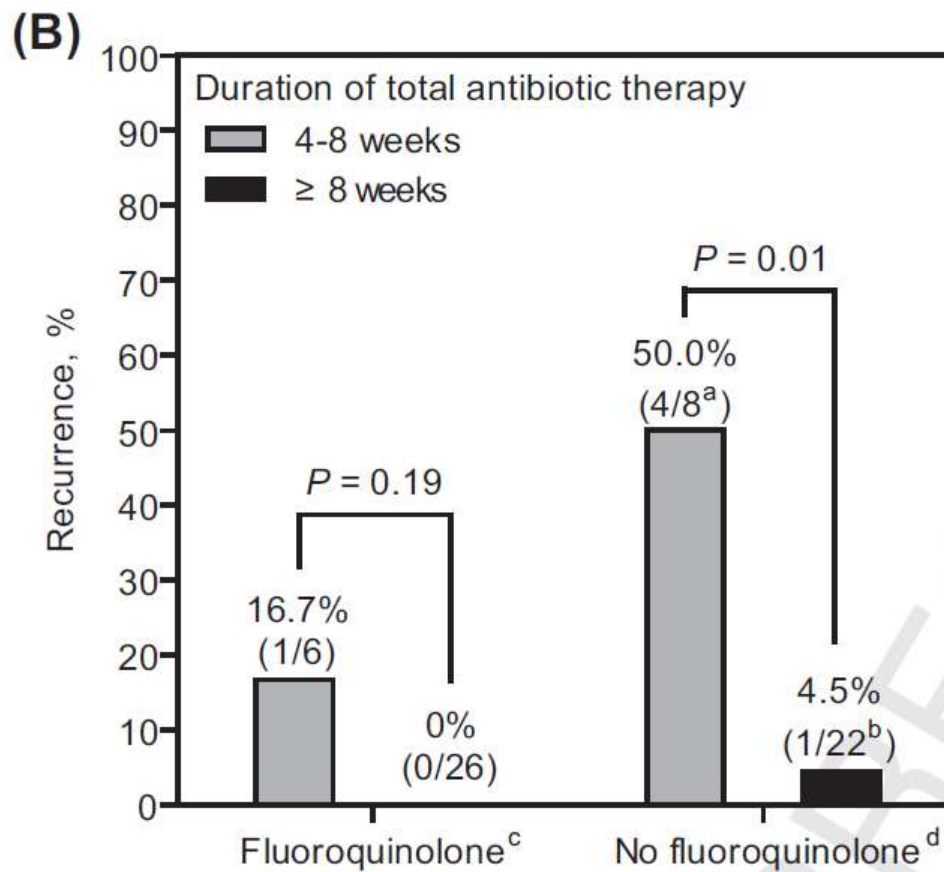 (B)
100
90
80
70
60
50
40
30
20
10
0
Recurrence, %
Duration of total antibiotic therapy
4-8 weeks
≥ 8 weeks
P = 0.19
16.7%
(1/6)
0%
(0/26)
P = 0.01
50.0%
(4/8ᵃ)
4.5%
(1/22ᵇ)
Fluoroquinoloneᶜ
No fluoroquinoloneᵈ